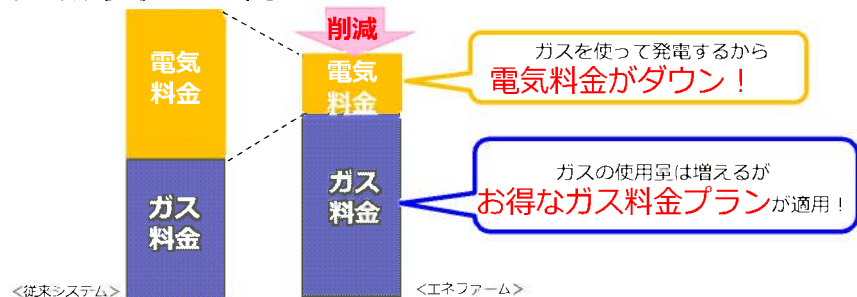 削減
電気
料金
電気
料金
ガスを使って発電するから
電気料金がダウン！
ガス
料金
ガス
料金
ガスの使用量は増えるが
お得なガス料金プランが適用！
＜従来システム＞
＜エネファーム＞